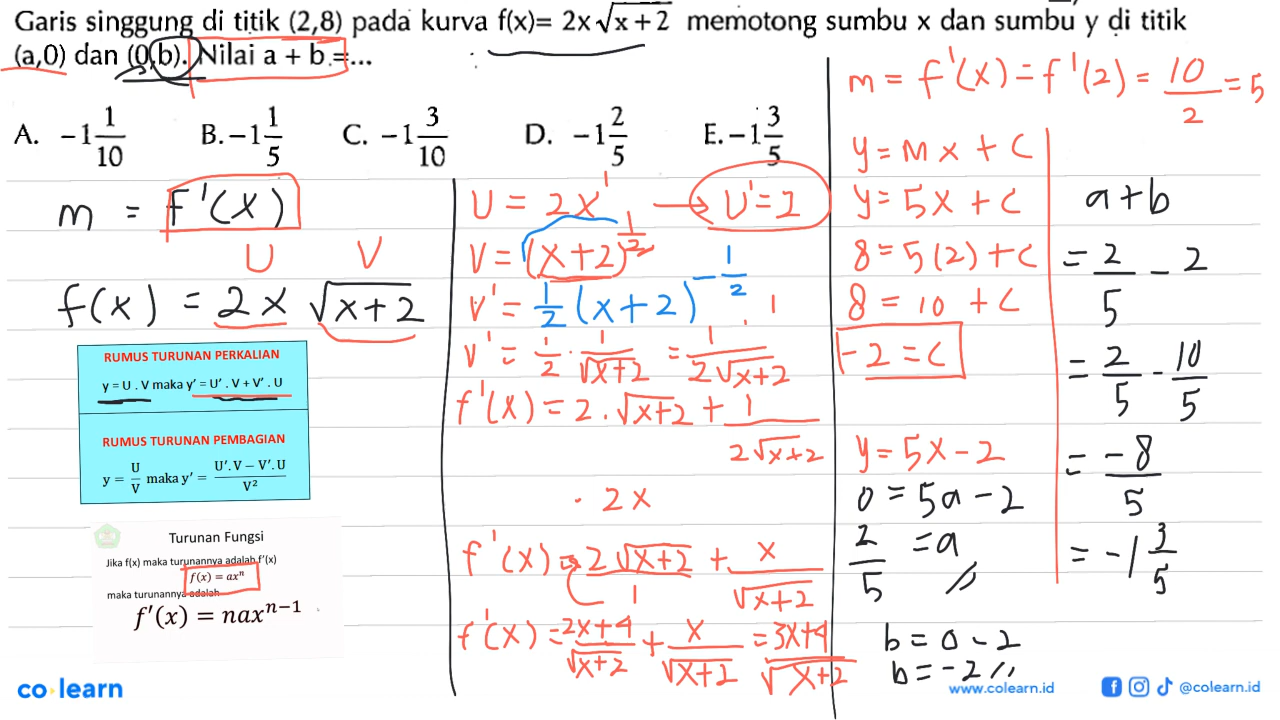 Garis singgung di titik (2,8) pada kurva f(x)= 2x√(x+2) memotong sumbu x dan sumbu y di titik
(a,0) dan (0,b). Nilai a + b =...
A. -1 1/10 B. -1 1/5 C. -1 3/10 D. -1 2/5 E. -1 3/5
m = f'(x)
U V
f(x) = 2x √(x+2)
RUMUS TURUNAN PERKALIAN
y = U . V maka y' = U' . V + V' . U
RUMUS TURUNAN PEMBAGIAN
y = U/V maka y' = (U'. V − V'. U)/V²
Turunan Fungsi
Jika f(x) maka turunannya adalah f'(x)
f(x) = axⁿ
maka turunannya adalah
f'(x) = naxⁿ⁻¹
U = 2x¹ → U' = 2
V = (x+2)^(1/2)
V' = 1/2 (x+2)^(-1/2) . 1
V' = 1/2 . 1/√(x+2) = 1/(2√(x+2))
f'(x) = 2 . √(x+2) + 1/(2√(x+2))
. 2x
f'(x) = 2√(x+2)/1 + x/√(x+2)
f'(x) = (2x+4)/√(x+2) + x/√(x+2) = (3x+4)/√(x+2)
m = f'(x) = f'(2) = 10/2 = 5
y = mx + c
y = 5x + c
8 = 5(2) + c
8 = 10 + c
-2 = c
y = 5x - 2
0 = 5a - 2
2/5 = a //
b = 0 - 2
b = -2 //
a + b
= 2/5 - 2
= 2/5 - 10/5
= -8/5
= -1 3/5
co learn
www.colearn.id
@colearn.id